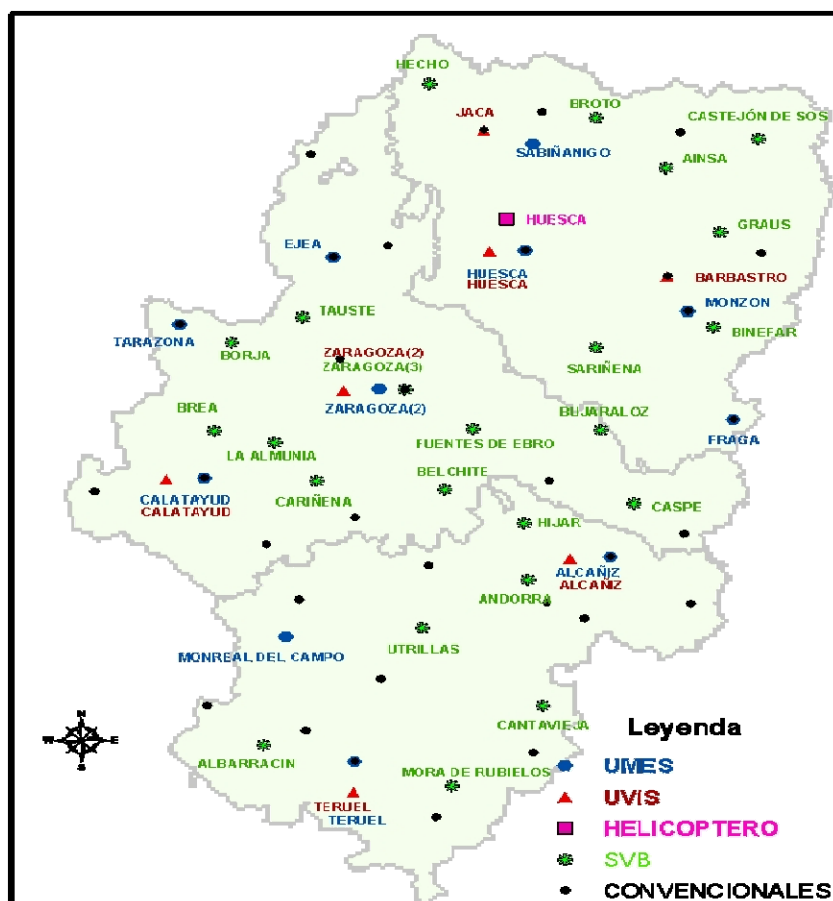 HECHO
JACA
BROTO
CASTEJÓN DE SOS
SABIÑANIGO
AINSA
HUESCA
GRAUS
EJEA
HUESCA
HUESCA
BARBASTRO
MONZON
TAUSTE
TARAZONA
BORJA
BINEFAR
ZARAGOZA(2)
ZARAGOZA(3)
SARIÑENA
ZARAGOZA(2)
BREA
BUJARALOZ
FUENTES DE EBRO
FRAGA
LA ALMUNIA
BELCHITE
CALATAYUD
CALATAYUD
CARIÑENA
CASPE
HIJAR
ALCAÑIZ
ALCAÑIZ
ANDORRA
UTRILLAS
MONREAL DEL CAMPO
CANTAVIEJA
ALBARRACIN
MORA DE RUBIELOS
TERUEL
TERUEL
N
W
E
S
Leyenda
UMES
UVIS
HELICOPTERO
SVB
CONVENCIONALES